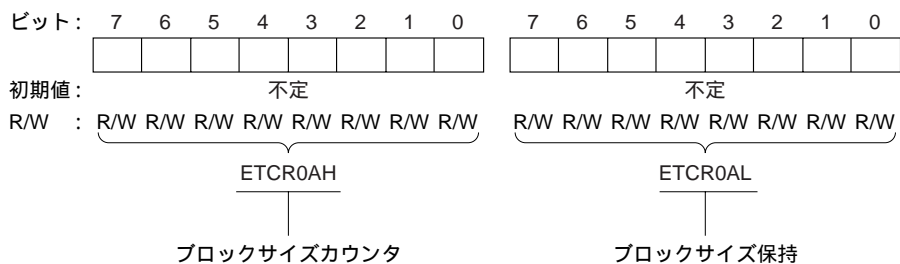 ビット: 7 6 5 4 3 2 1 0 7 6 5 4 3 2 1 0
初期値: 不定 不定
R/W : R/W R/W R/W R/W R/W R/W R/W R/W R/W R/W R/W R/W R/W R/W R/W R/W
ETCR0AH ETCR0AL
ブロックサイズカウンタ ブロックサイズ保持